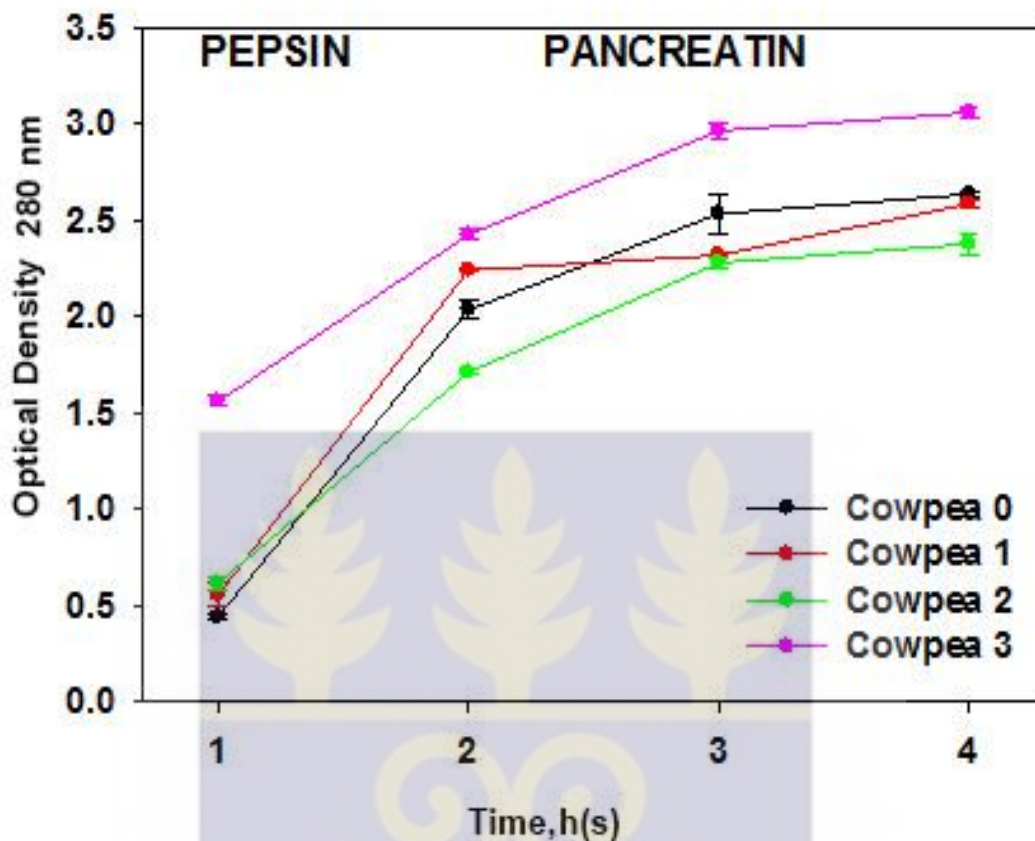 PEPSIN PANCREATIN
3.5
3.0
2.5
2.0
1.5
1.0
0.5
0.0
Optical Density 280 nm
Cowpea 0
Cowpea 1
Cowpea 2
Cowpea 3
1 2 3 4
Time,h(s)